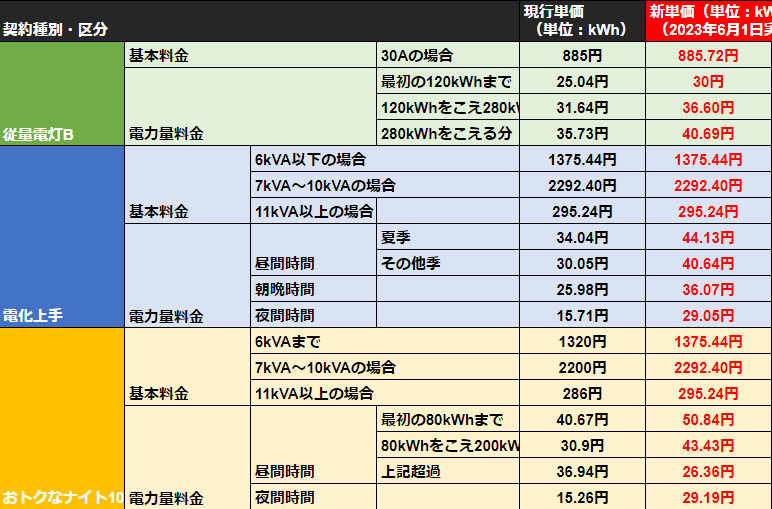 契約種別・区分 現行単価 新単価（単位：kW
（単位：kWh） （2023年6月1日実
基本料金 30Aの場合 885円 885.72円
最初の120kWhまで 25.04円 30円
120kWhをこえ280kW 31.64円 36.60円
従量電灯B 電力量料金 280kWhをこえる分 35.73円 40.69円
6kVA以下の場合 1375.44円 1375.44円
7kVA～10kVAの場合 2292.40円 2292.40円
基本料金 11kVA以上の場合 295.24円 295.24円
夏季 34.04円 44.13円
昼間時間 その他季 30.05円 40.64円
朝晩時間 25.98円 36.07円
電化上手 電力量料金 夜間時間 15.71円 29.05円
6kVAまで 1320円 1375.44円
7kVA～10kVAの場合 2200円 2292.40円
基本料金 11kVA以上の場合 286円 295.24円
最初の80kWhまで 40.67円 50.84円
80kWhをこえ200kW 30.9円 43.43円
昼間時間 上記超過 36.94円 26.36円
おトクなナイト10 電力量料金 夜間時間 15.26円 29.19円